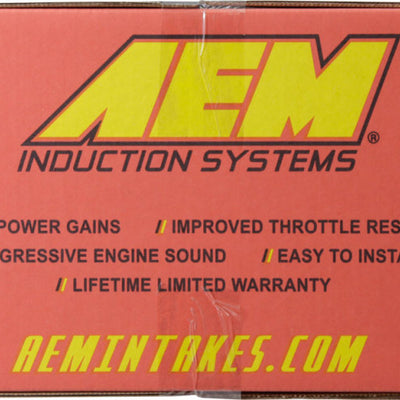 AEM®
INDUCTION SYSTEMS
POWER GAINS // IMPROVED THROTTLE RES
GRESSIVE ENGINE SOUND // EASY TO INSTA
// LIFETIME LIMITED WARRANTY
AEMINTAKES.COM